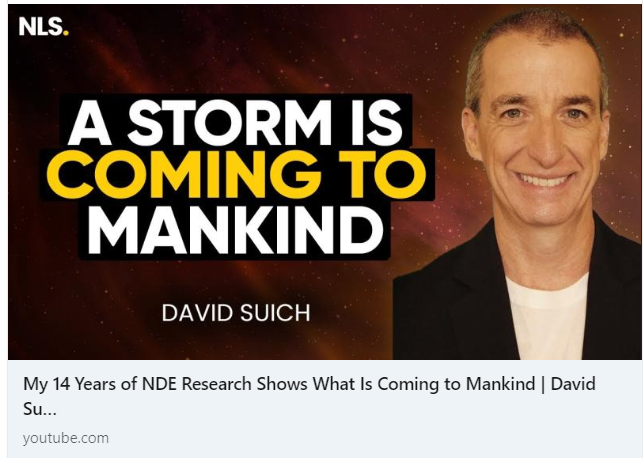 NLS.
A STORM IS
COMING TO
MANKIND
DAVID SUICH
My 14 Years of NDE Research Shows What Is Coming to Mankind | David
Su...
youtube.com